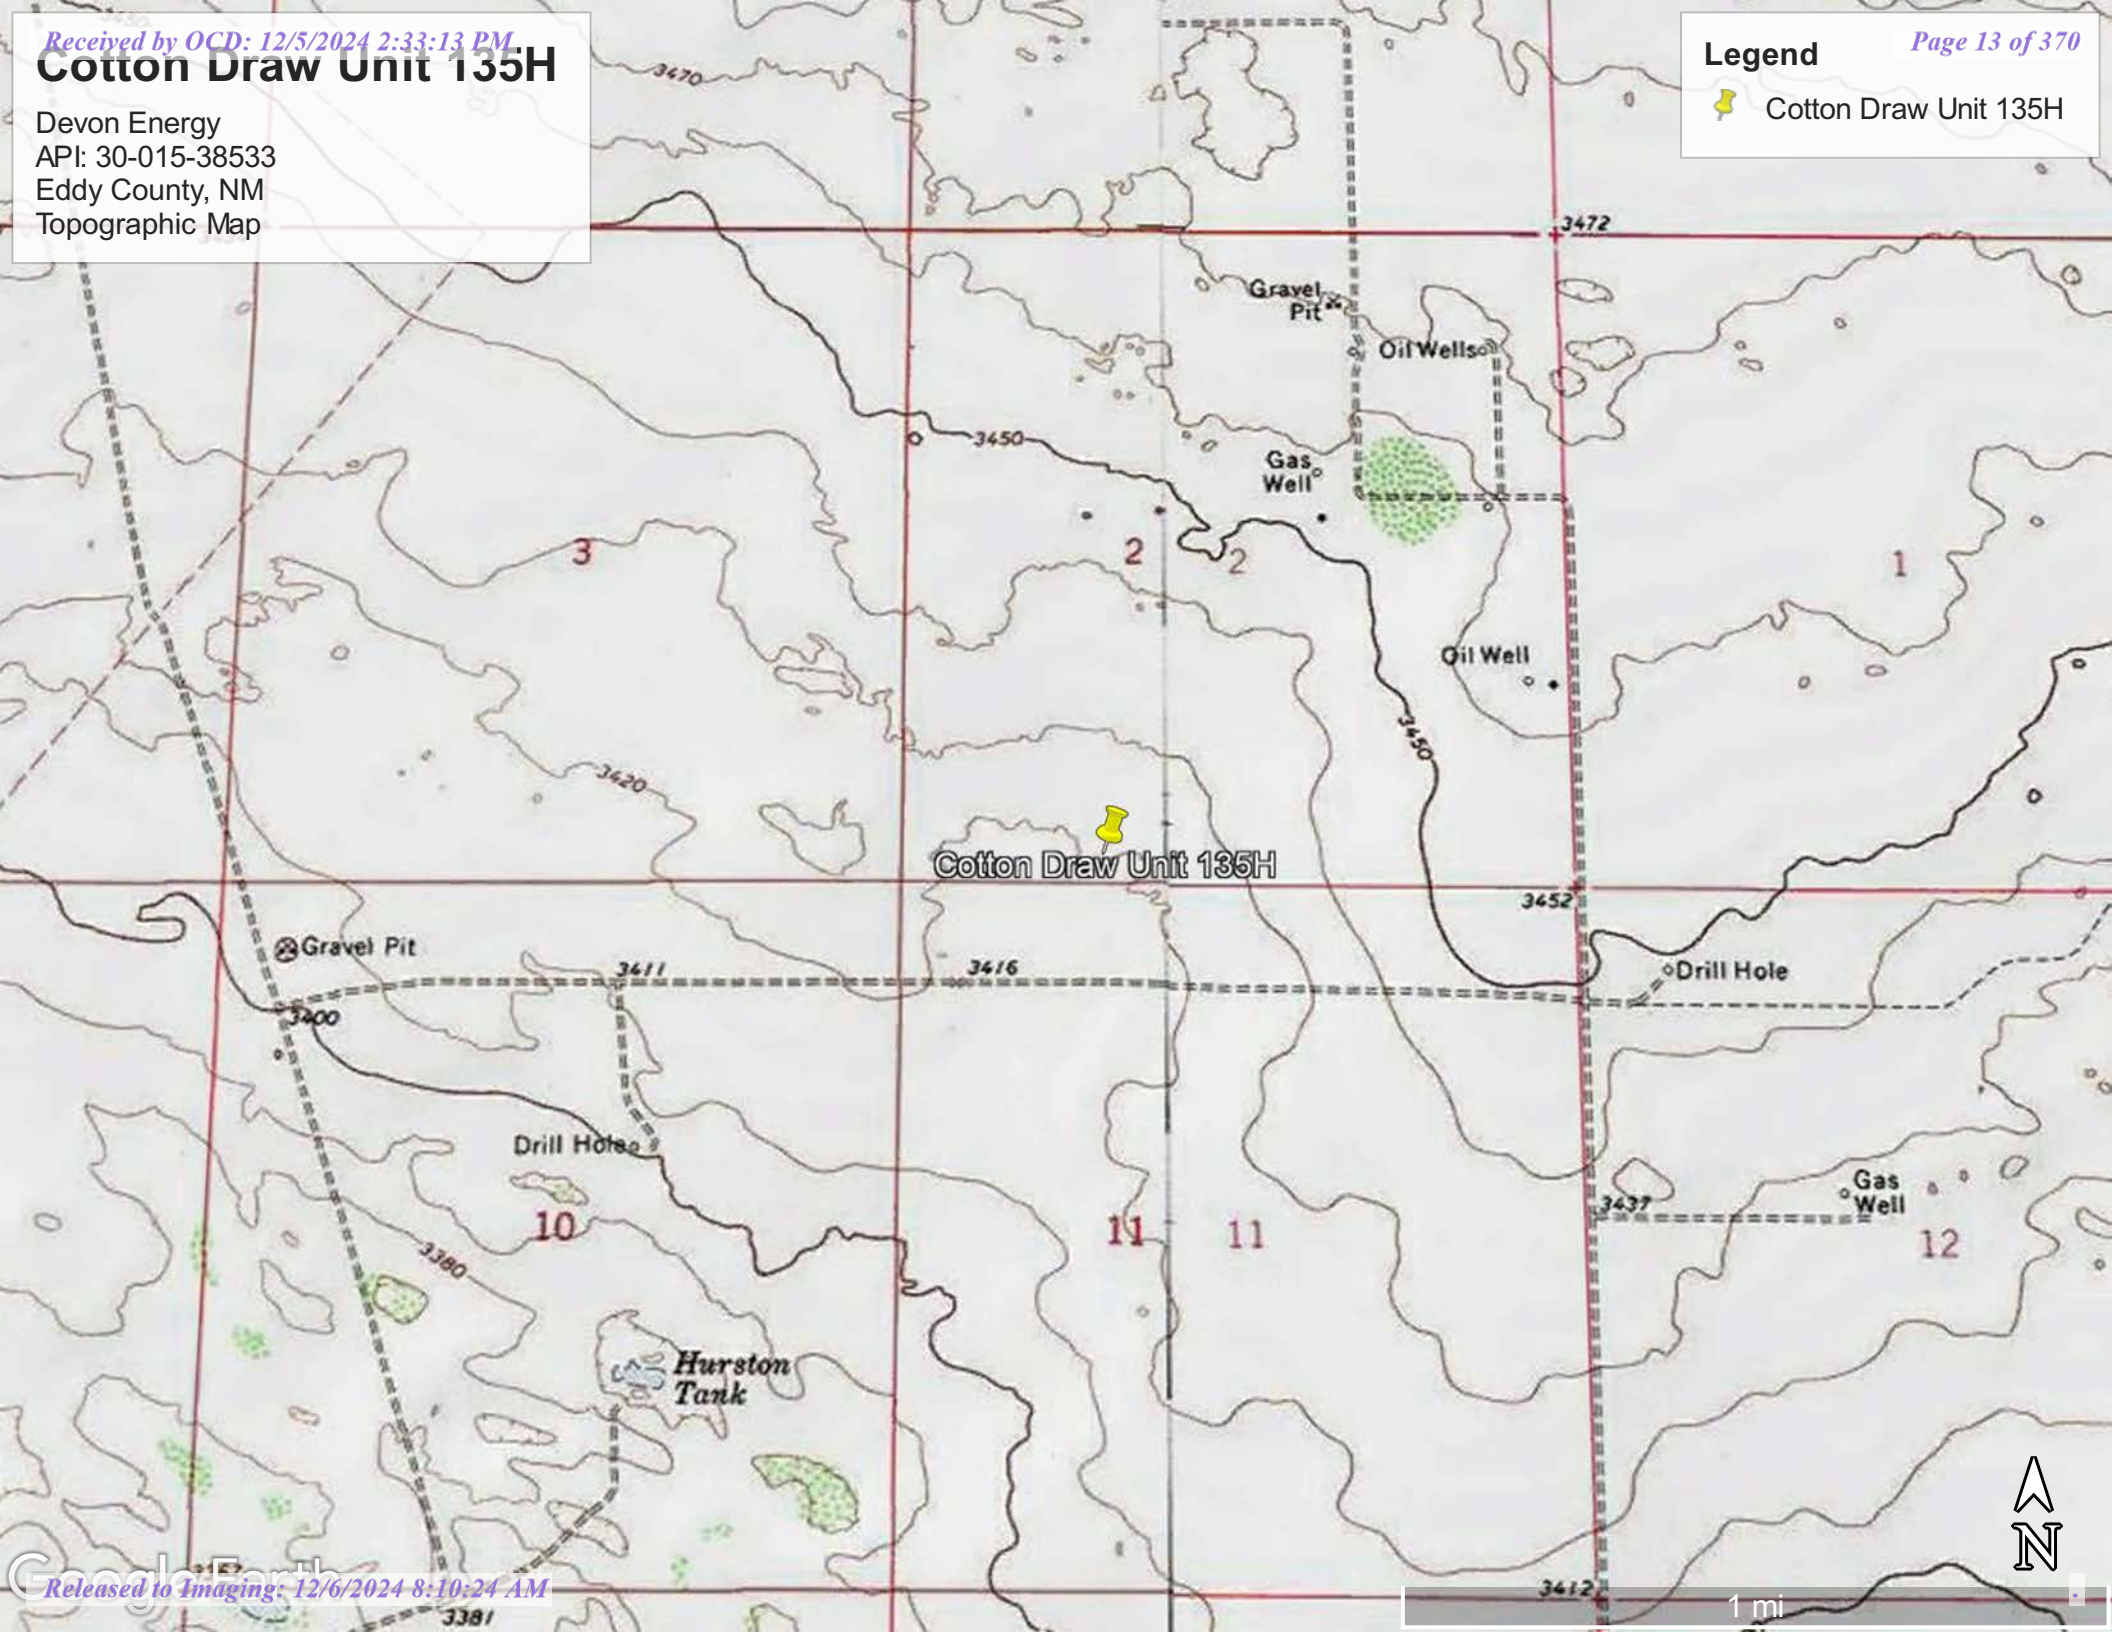 Received by OCD: 12/5/2024 2:33:13 PM
Page 13 of 370
Cotton Draw Unit 135H
Devon Energy
API: 30-015-38533
Eddy County, NM
Topographic Map
Legend
Cotton Draw Unit 135H
3470
3472
Gravel
Pit
Oil Wells
3450
Gas
Well
3
2
2
1
Oil Well
3450
3420
Cotton Draw Unit 135H
3452
Gravel Pit
3411
3416
Drill Hole
3400
Drill Hole
Gas
Well
3437
10
11
11
12
3380
Hurston
Tank
N
Google Earth
Released to Imaging: 12/6/2024 8:10:24 AM
3412
1 mi
3381